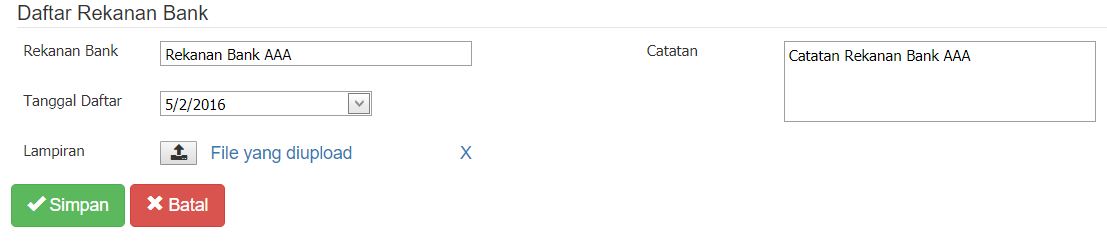 Daftar Rekanan Bank
Rekanan Bank
Rekanan Bank AAA
Catatan
Catatan Rekanan Bank AAA
Tanggal Daftar
5/2/2016
Lampiran
File yang diupload
X
Simpan
Batal